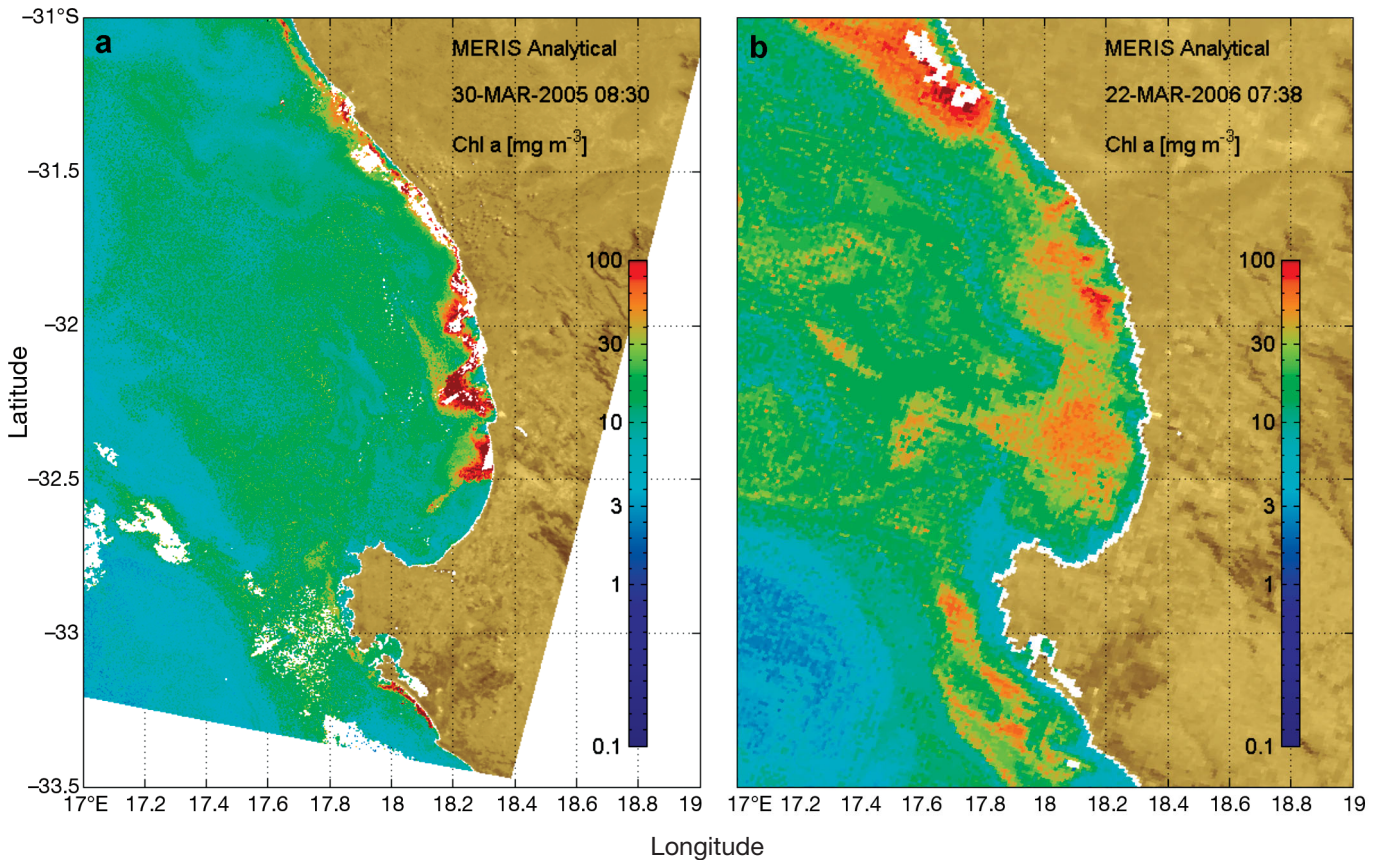 a
MERIS Analytical
30-MAR-2005 08:30
Chl a [mg m⁻³]
b
MERIS Analytical
22-MAR-2006 07:38
Chl a [mg m⁻³]
–31°S
–31.5
–32
–32.5
–33
–33.5
Latitude
100
30
10
3
1
0.1
100
30
10
3
1
0.1
17°E 17.2 17.4 17.6 17.8 18 18.2 18.4 18.6 18.8 19
17°E 17.2 17.4 17.6 17.8 18 18.2 18.4 18.6 18.8 19
Longitude